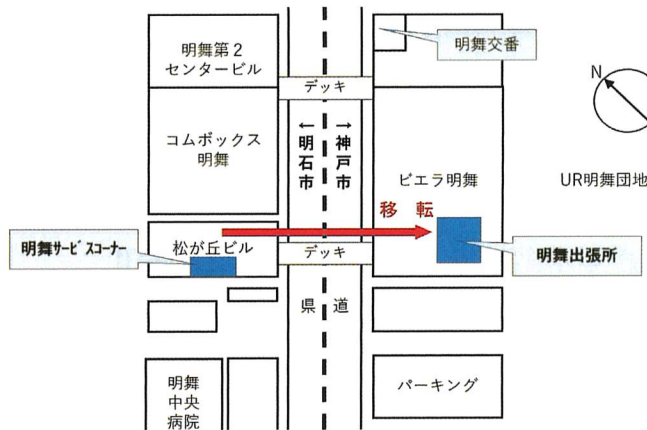 明舞第2
センタービル
明舞交番
デッキ
N
コムボックス
明舞
←明石市
→神戸市
ビエラ明舞
UR明舞団地
移 転
明舞サービスコーナー
松が丘ビル
デッキ
明舞出張所
県 道
明舞
中央
病院
パーキング